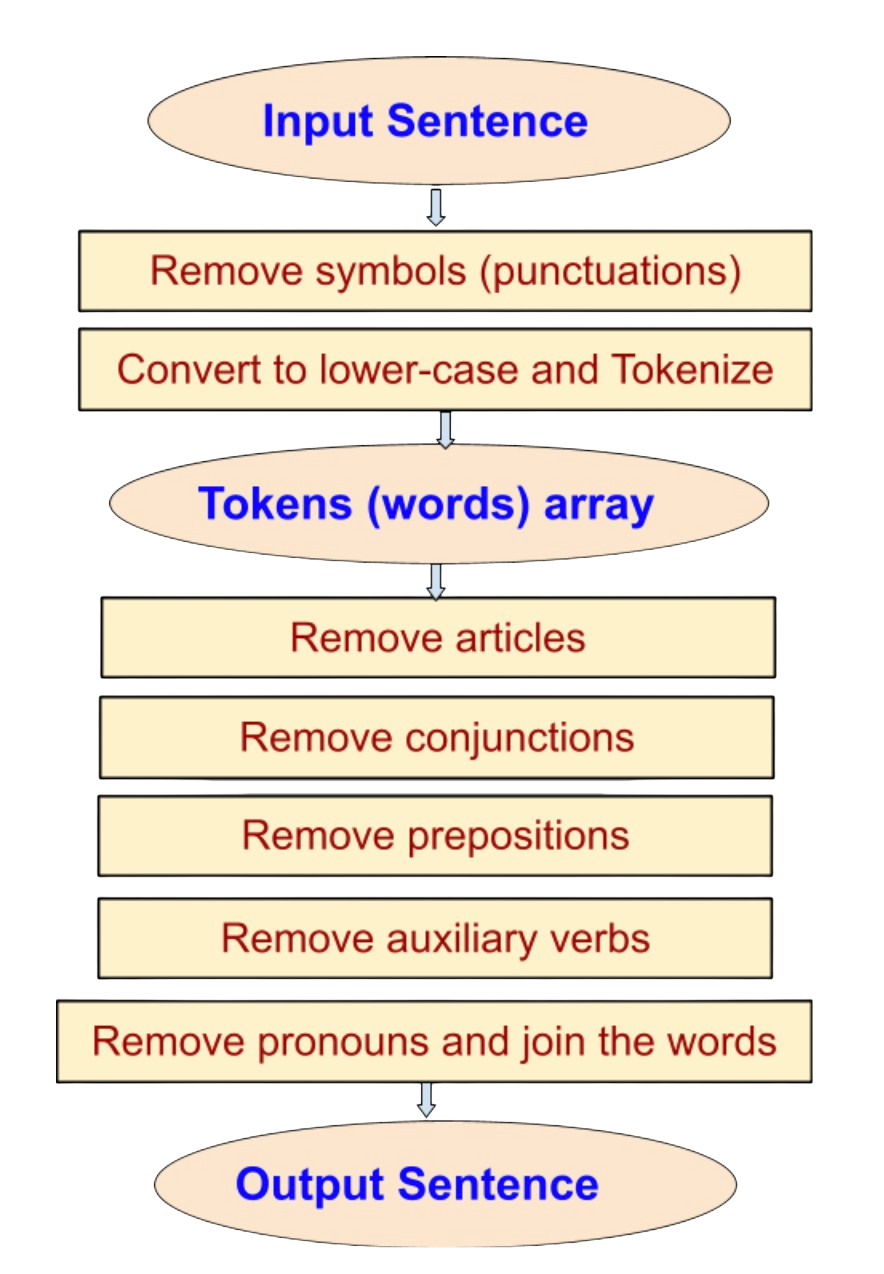 Input Sentence
Remove symbols (punctuations)
Convert to lower-case and Tokenize
Tokens (words) array
Remove articles
Remove conjunctions
Remove prepositions
Remove auxiliary verbs
Remove pronouns and join the words
Output Sentence